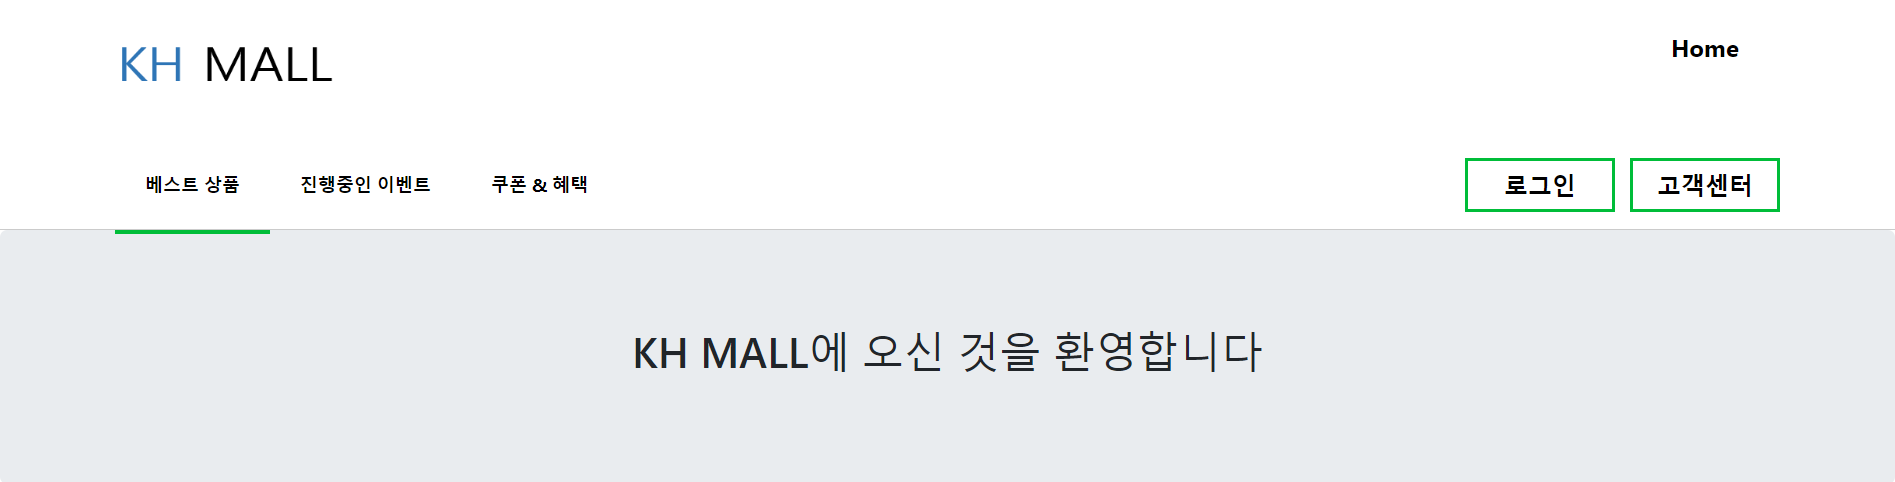 KH MALL
Home
베스트 상품
진행중인 이벤트
쿠폰 & 혜택
로그인
고객센터
KH MALL에 오신 것을 환영합니다